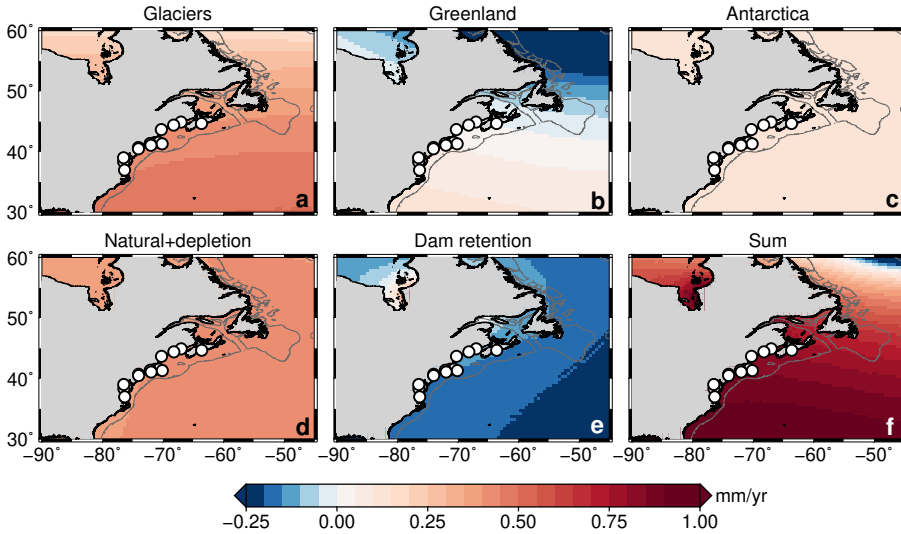 Glaciers Greenland Antarctica
60°
50°
40°
30°
a b c
Natural+depletion Dam retention Sum
60°
50°
40°
30°
d e f
−90 −80 −70 −60 −50 −90 −80 −70 −60 −50 −90 −80 −70 −60 −50
mm/yr
−0.25 0.00 0.25 0.50 0.75 1.00